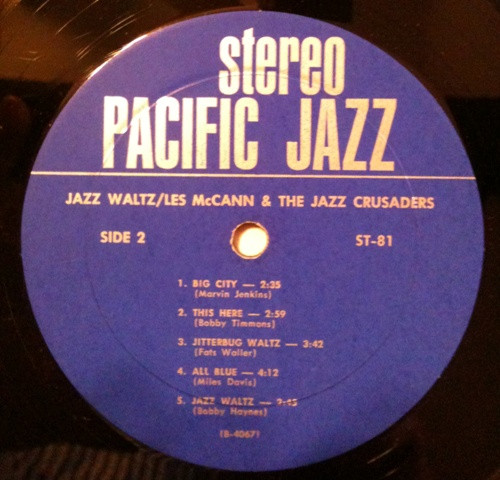 stereo
PACIFIC JAZZ
JAZZ WALTZ/LES McCANN & THE JAZZ CRUSADERS
SIDE 2
ST-81
1. BIG CITY — 2:35
(Marvin Jenkins)
2. THIS HERE — 2:59
(Bobby Timmons)
3. JITTERBUG WALTZ — 3:42
(Fats Waller)
4. ALL BLUE — 4:12
(Miles Davis)
5. JAZZ WALTZ —
(Bobby Haynes)
(B-4067)